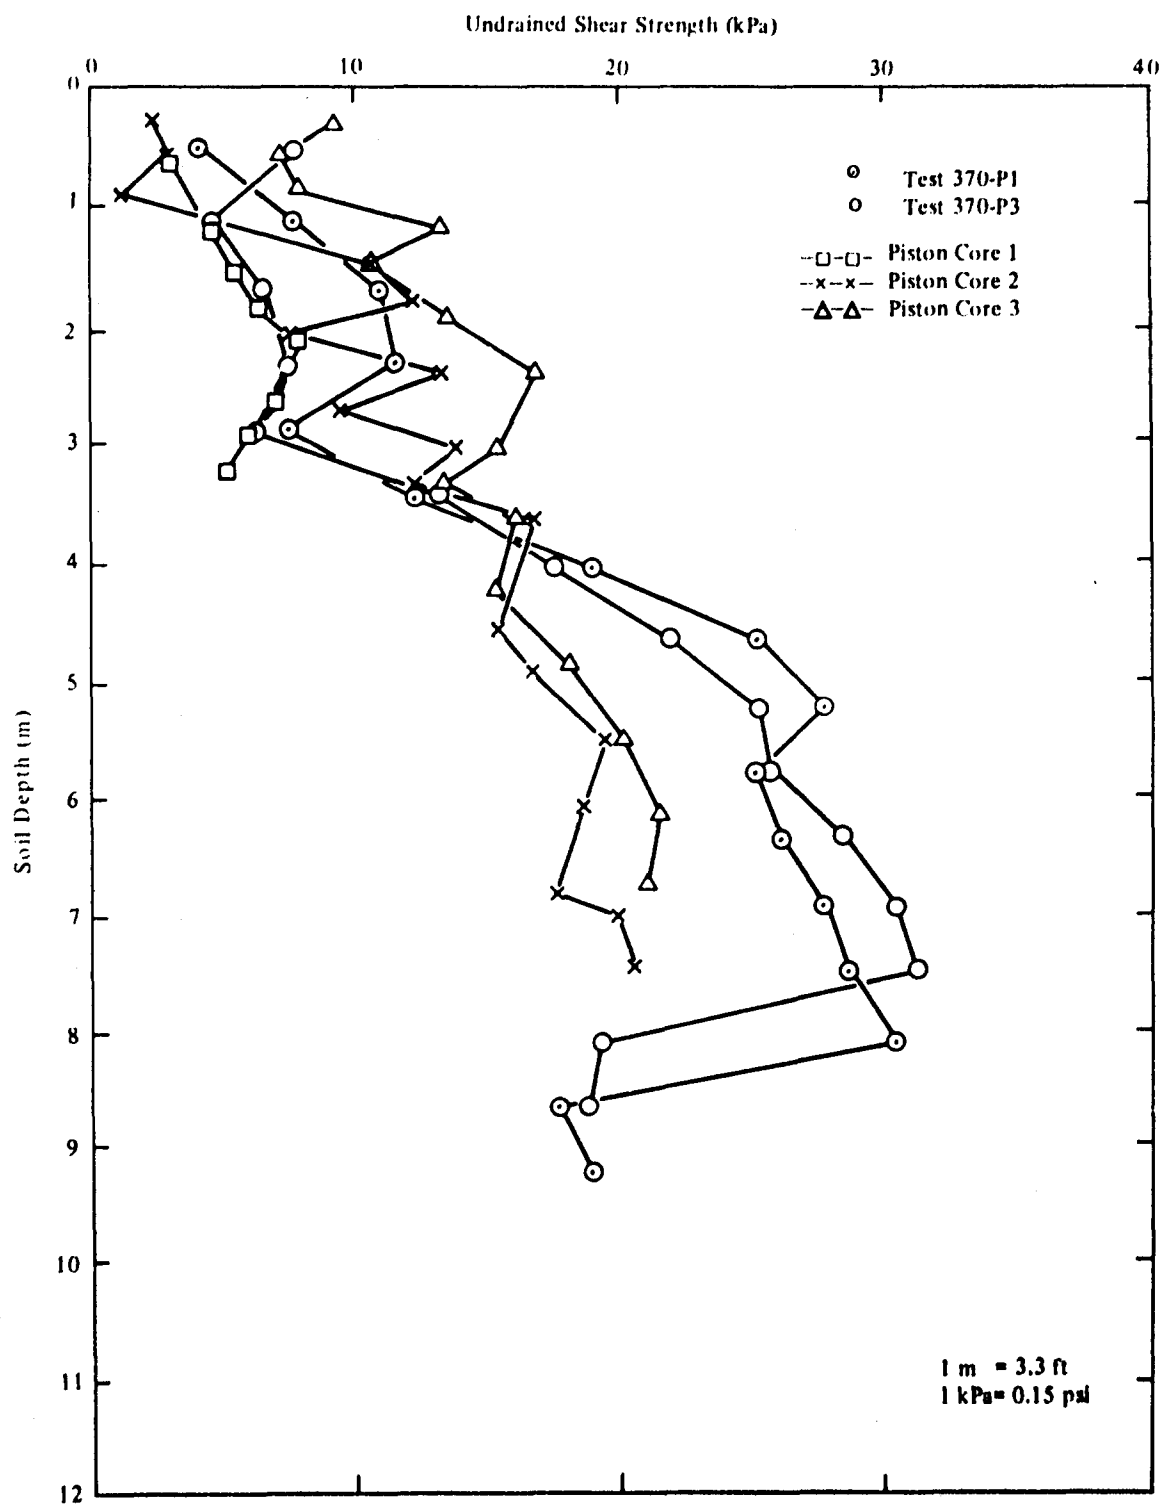 Undrained Shear Strength (kPa)
0 10 20 30 40
0
1
2
3
4
5
6
7
8
9
10
11
12
Soil Depth (m)
Test 370-P1
Test 370-P3
Piston Core 1
Piston Core 2
Piston Core 3
1 m = 3.3 ft
1 kPa= 0.15 psi